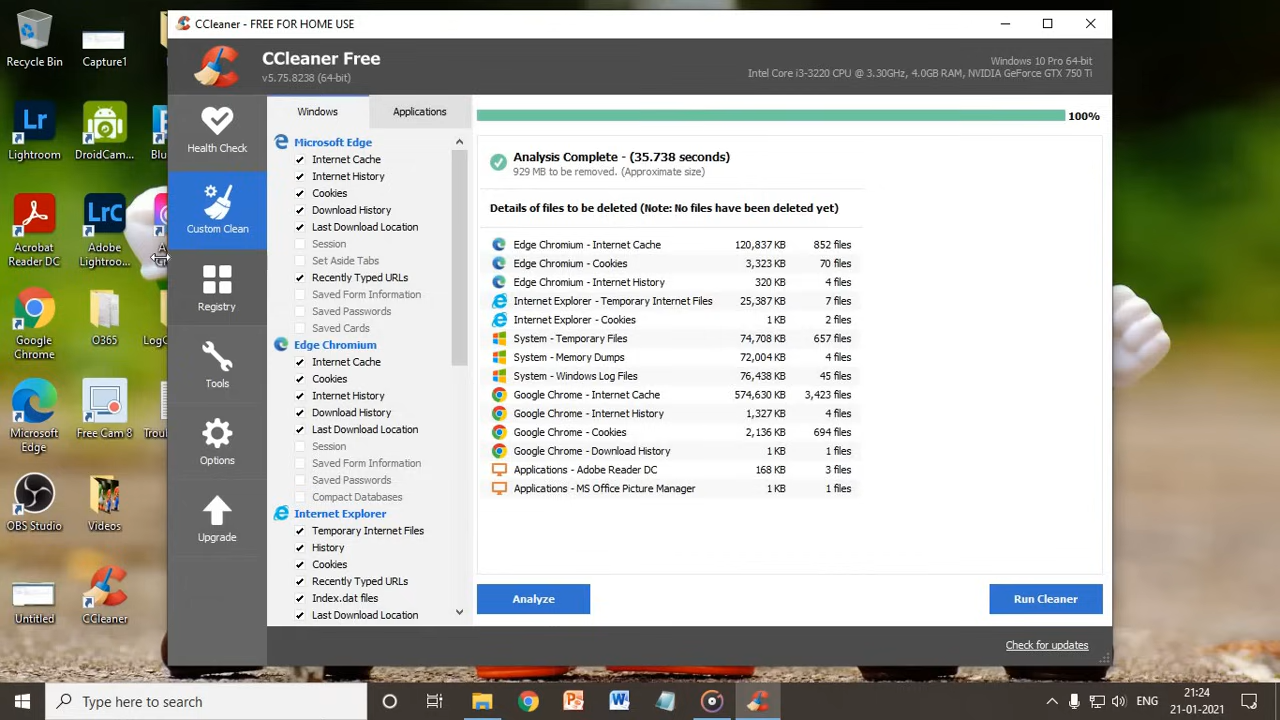 CCleaner - FREE FOR HOME USE
CCleaner Free
v5.75.8238 (64-bit)
Windows 10 Pro 64-bit
Intel Core i3-3220 CPU @ 3.30GHz, 4.0GB RAM, NVIDIA GeForce GTX 750 Ti
Recycle Bin
Capture1
Lightroom
DroidCam...
Acrobat
Reader DC
Adobe
Lightroo...
Google
Chrome
O365
LogC
Microsoft
Edge
Free Cam 8
Troul
OBS Studio
Videos
Untitled
CCleaner
Health Check
Custom Clean
Registry
Tools
Options
Upgrade
Windows
Applications
Microsoft Edge
Internet Cache
Internet History
Cookies
Download History
Last Download Location
Session
Set Aside Tabs
Recently Typed URLs
Saved Form Information
Saved Passwords
Saved Cards
Edge Chromium
Internet Cache
Cookies
Internet History
Download History
Last Download Location
Session
Saved Form Information
Saved Passwords
Compact Databases
Internet Explorer
Temporary Internet Files
History
Cookies
Recently Typed URLs
Index.dat files
Last Download Location
100%
Analysis Complete - (35.738 seconds)
929 MB to be removed. (Approximate size)
Details of files to be deleted (Note: No files have been deleted yet)
Edge Chromium - Internet Cache 120,837 KB 852 files
Edge Chromium - Cookies 3,323 KB 70 files
Edge Chromium - Internet History 320 KB 4 files
Internet Explorer - Temporary Internet Files 25,387 KB 7 files
Internet Explorer - Cookies 1 KB 2 files
System - Temporary Files 74,708 KB 657 files
System - Memory Dumps 72,004 KB 4 files
System - Windows Log Files 76,438 KB 45 files
Google Chrome - Internet Cache 574,630 KB 3,423 files
Google Chrome - Internet History 1,327 KB 4 files
Google Chrome - Cookies 2,136 KB 694 files
Google Chrome - Download History 1 KB 1 files
Applications - Adobe Reader DC 168 KB 3 files
Applications - MS Office Picture Manager 1 KB 1 files
Analyze
Run Cleaner
Check for updates
Type here to search
ENG
21:24
21-01-2021